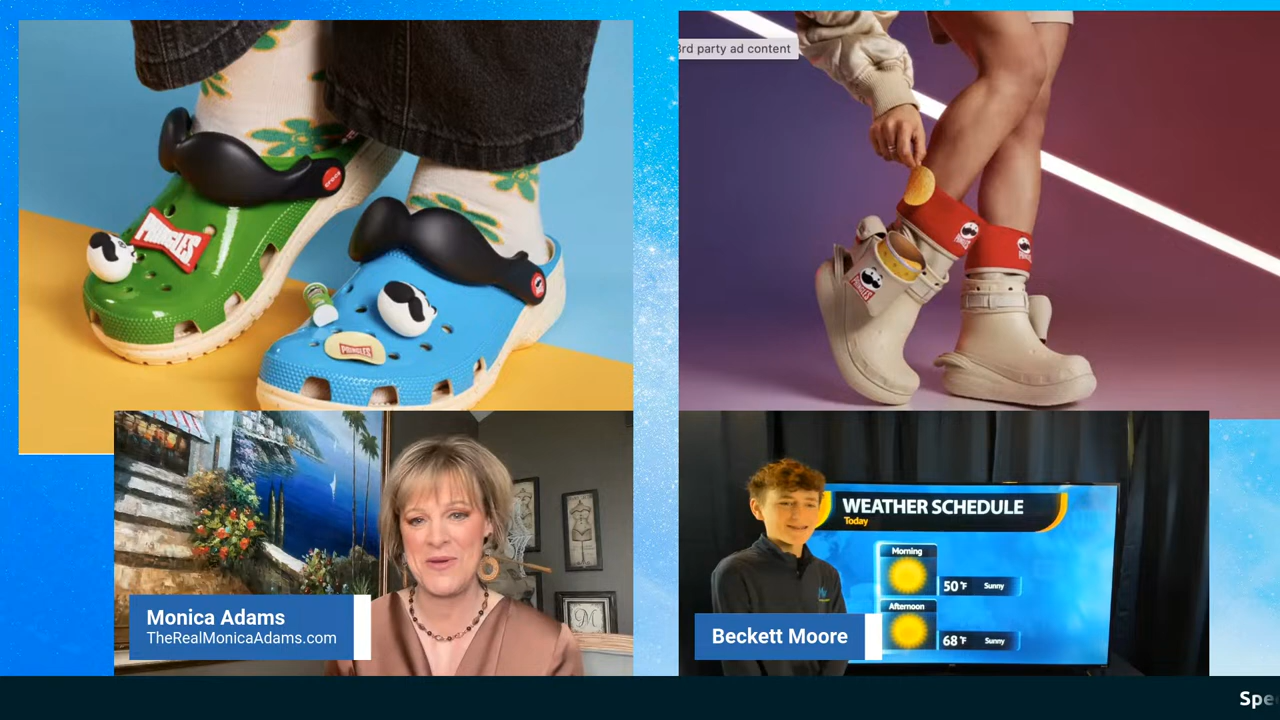 3rd party ad content
PRINGLES
PRINGLES
PRINGLES
Monica Adams
TheRealMonicaAdams.com
M
WEATHER SCHEDULE
Today
Morning
50°F Sunny
Afternoon
68°F Sunny
Beckett Moore
Spe